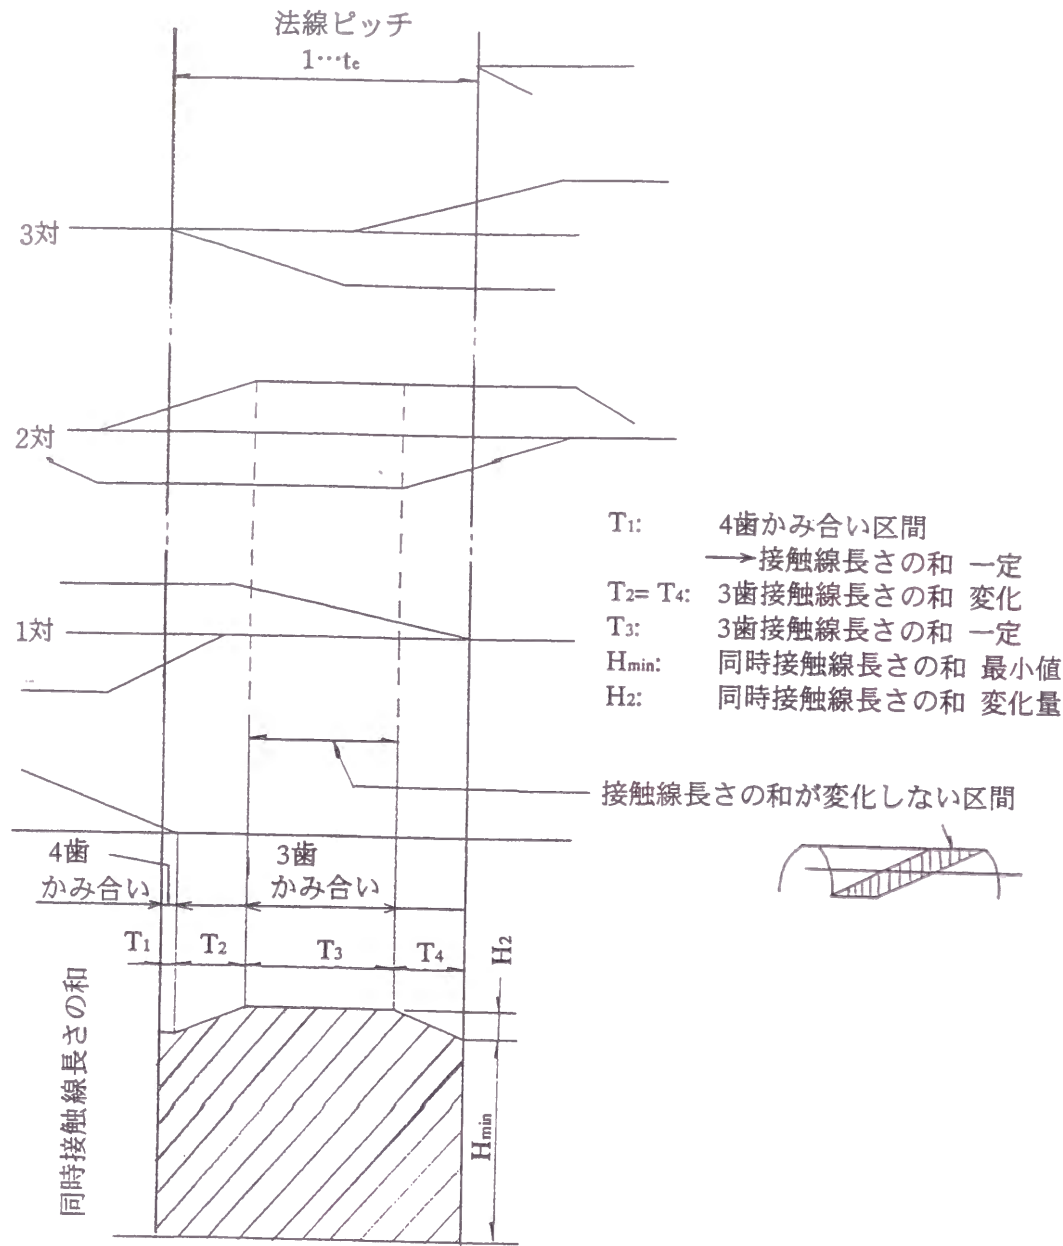 法線ピッチ
1…te
3対
2対
T1: 4歯かみ合い区間
→接触線長さの和 一定
T2= T4: 3歯接触線長さの和 変化
1対
T3: 3歯接触線長さの和 一定
Hmin: 同時接触線長さの和 最小値
H2: 同時接触線長さの和 変化量
接触線長さの和が変化しない区間
4歯
かみ合い
3歯
かみ合い
T1
T2
T3
T4
H2
同時接触線長さの和
Hmin